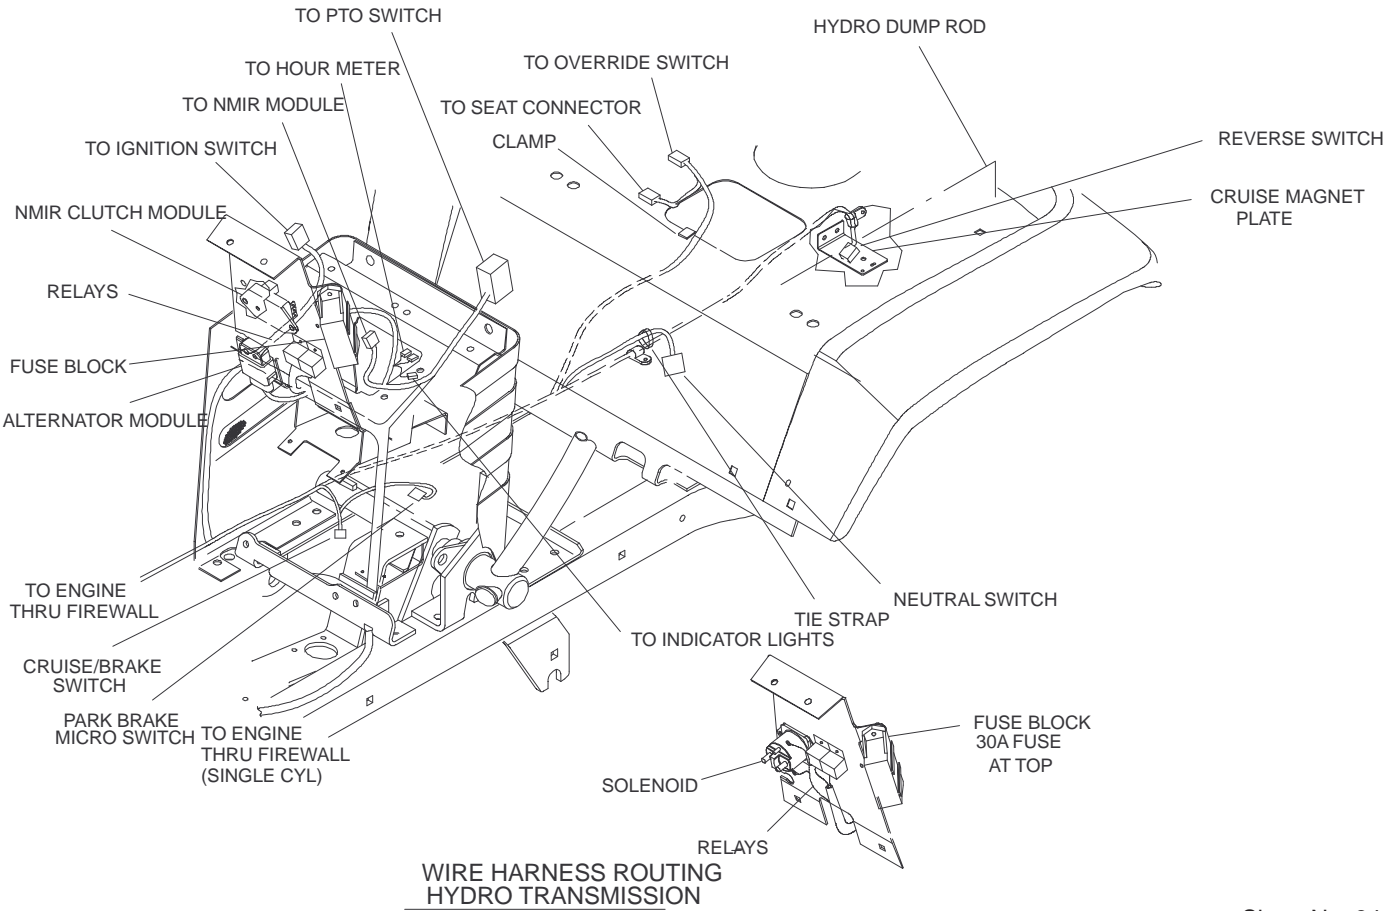 TO PTO SWITCH
HYDRO DUMP ROD
TO HOUR METER
TO OVERRIDE SWITCH
TO NMIR MODULE
TO SEAT CONNECTOR
CLAMP
REVERSE SWITCH
TO IGNITION SWITCH
CRUISE MAGNET
PLATE
NMIR CLUTCH MODULE
RELAYS
FUSE BLOCK
ALTERNATOR MODULE
TO ENGINE
THRU FIREWALL
NEUTRAL SWITCH
TIE STRAP
TO INDICATOR LIGHTS
CRUISE/BRAKE
SWITCH
PARK BRAKE
MICRO SWITCH
TO ENGINE
THRU FIREWALL
(SINGLE CYL)
FUSE BLOCK
30A FUSE
AT TOP
SOLENOID
RELAYS
WIRE HARNESS ROUTING
HYDRO TRANSMISSION